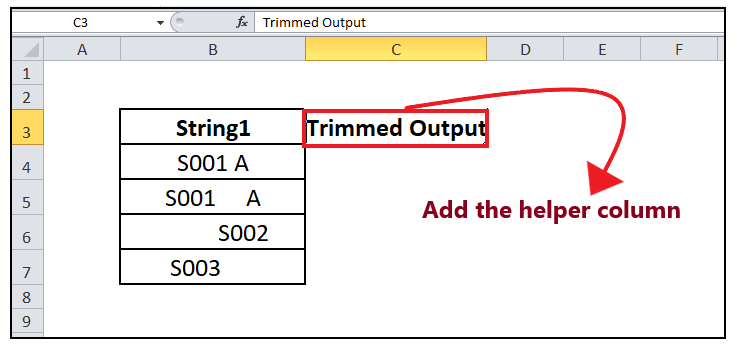 C3 fx Trimmed Output
A B C D E F
1
2
3 String1 Trimmed Output
4 S001 A
5 S001      A
Add the helper column
6 S002
7 S003
8
9